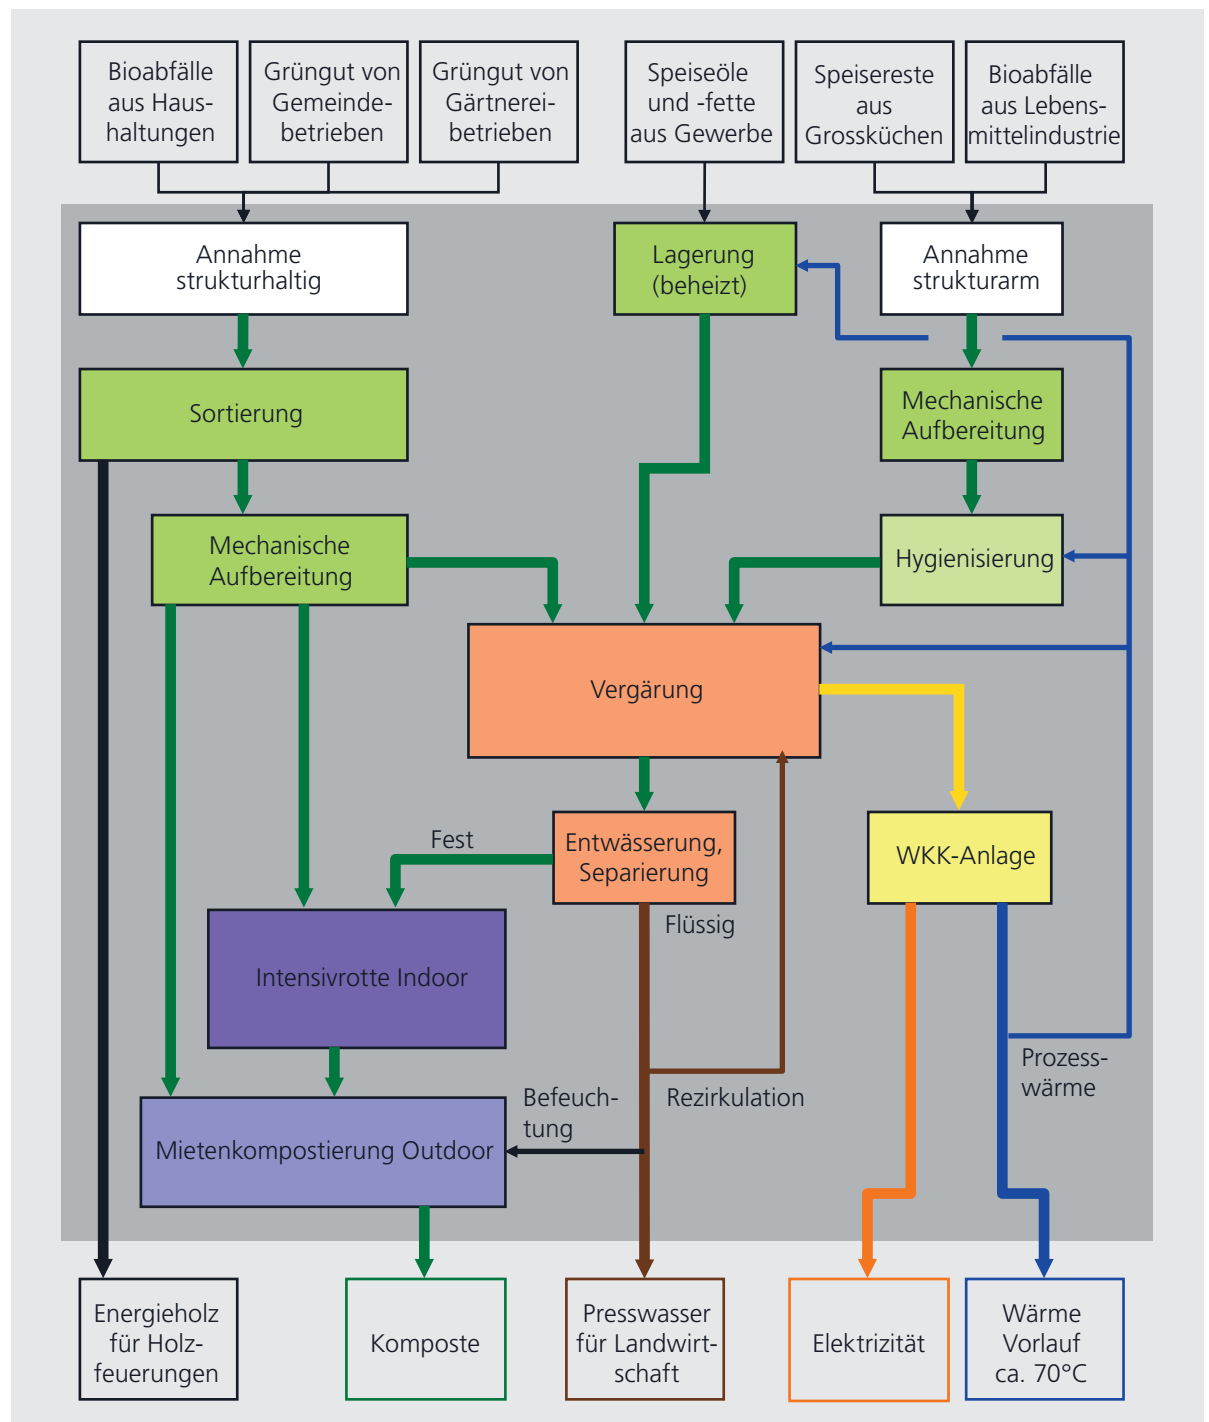 Bioabfälle
aus Haus-
haltungen
Grüngut von
Gemeinde-
betrieben
Grüngut von
Gärtnerei-
betrieben
Speiseöle
und -fette
aus Gewerbe
Speisereste
aus
Grossküchen
Bioabfälle
aus Lebens-
mittelindustrie
Annahme
strukturhaltig
Lagerung
(beheizt)
Annahme
strukturarm
Sortierung
Mechanische
Aufbereitung
Mechanische
Aufbereitung
Hygienisierung
Vergärung
Fest
Entwässerung,
Separierung
WKK-Anlage
Flüssig
Intensivrotte Indoor
Prozess-
wärme
Befeuch-
tung
Rezirkulation
Mietenkompostierung Outdoor
Energieholz
für Holz-
feuerungen
Komposte
Presswasser
für Landwirt-
schaft
Elektrizität
Wärme
Vorlauf
ca. 70°C